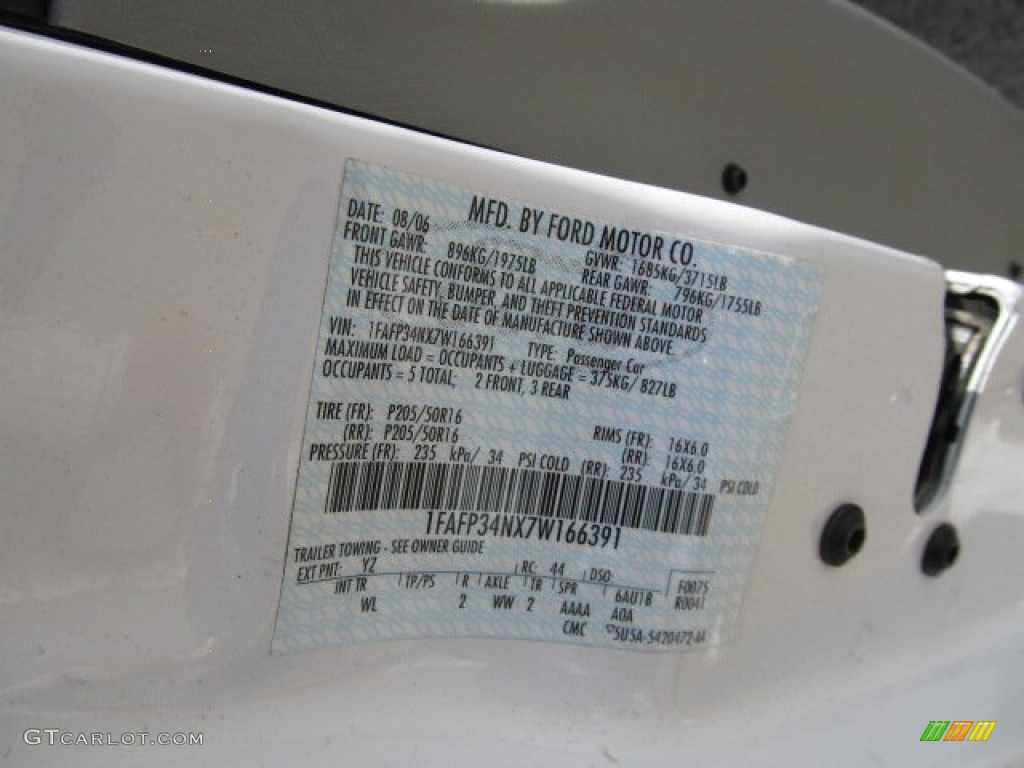 MFD. BY FORD MOTOR CO.
DATE: 08/06 GVWR: 1685KG/3715LB
FRONT GAWR: 896KG/1975LB REAR GAWR: 796KG/1755LB
THIS VEHICLE CONFORMS TO ALL APPLICABLE FEDERAL MOTOR
VEHICLE SAFETY, BUMPER, AND THEFT PREVENTION STANDARDS
IN EFFECT ON THE DATE OF MANUFACTURE SHOWN ABOVE.
VIN: 1FAFP34NX7W166391 TYPE: Passenger Car
MAXIMUM LOAD = OCCUPANTS + LUGGAGE = 375KG/ 827LB
OCCUPANTS = 5 TOTAL; 2 FRONT, 3 REAR
TIRE (FR): P205/50R16 RIMS (FR): 16X6.0
(RR): P205/50R16 (RR): 16X6.0
PRESSURE (FR): 235 kPa/ 34 PSI COLD (RR): 235 kPa/ 34 PSI COLD
1FAFP34NX7W166391
TRAILER TOWING - SEE OWNER GUIDE
EXT PNT: YZ RC: 44 DSO: F0075
INT TR TP/PS R AXLE TR SPR 6AU1B R0041
WL 2 WW 2 AAAA AOA
CMC 5U5A-5420472-AA
GTCARLOT.COM